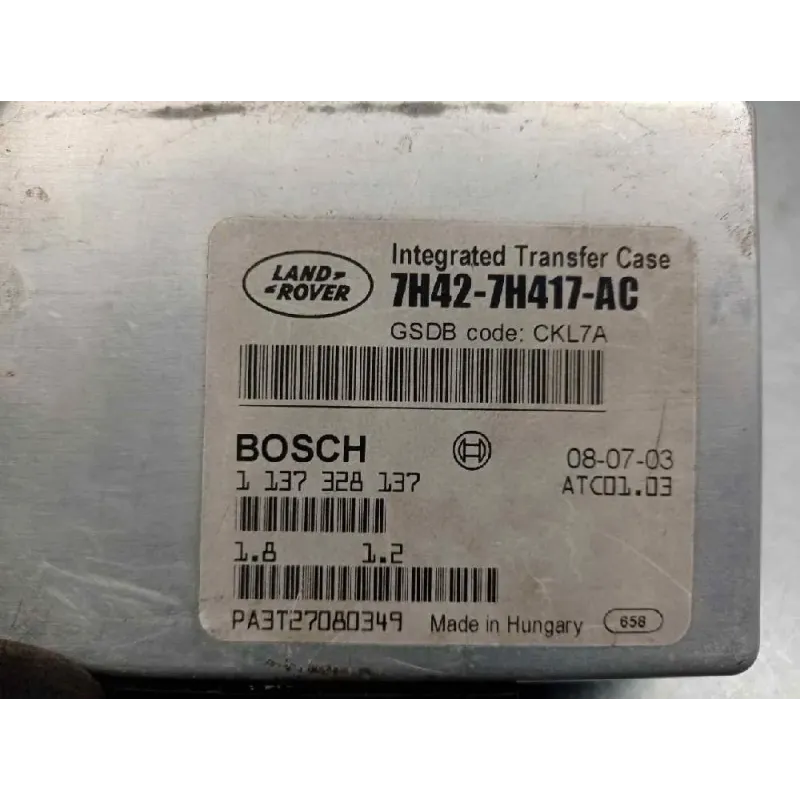 LAND
ROVER
Integrated Transfer Case
7H42-7H417-AC
GSDB code: CKL7A
BOSCH
08-07-03
1 137 328 137
ATC01.03
1.8 1.2
PA3T27080349
Made in Hungary
658